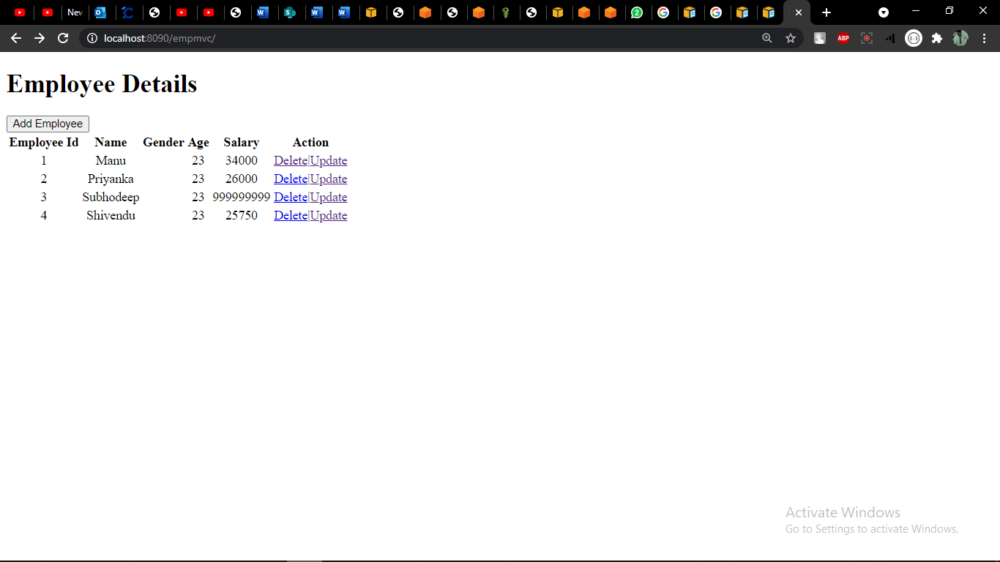 New
localhost:8090/empmvc/
ABP
Employee Details
Add Employee
Employee Id Name Gender Age Salary Action
1 Manu 23 34000 Delete|Update
2 Priyanka 23 26000 Delete|Update
3 Subhodeep 23 999999999 Delete|Update
4 Shivendu 23 25750 Delete|Update
Activate Windows
Go to Settings to activate Windows.